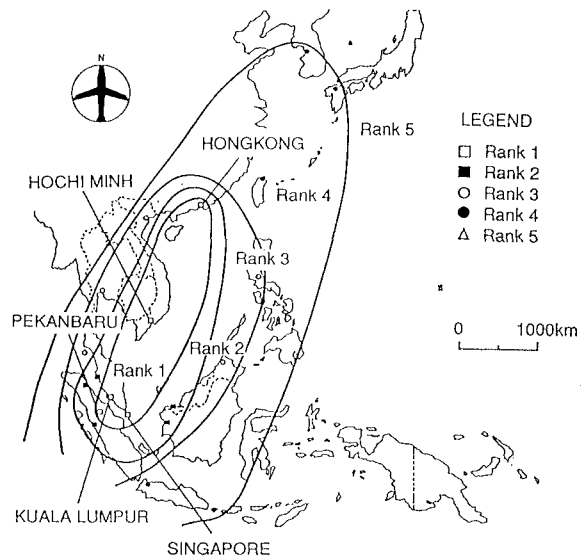 N
Rank 5
LEGEND
HONGKONG
Rank 1
Rank 2
HOCHI MINH
Rank 3
Rank 4
Rank 4
Rank 5
Rank 3
PEKANBARU
0 1000km
Rank 2
Rank 1
KUALA LUMPUR
SINGAPORE